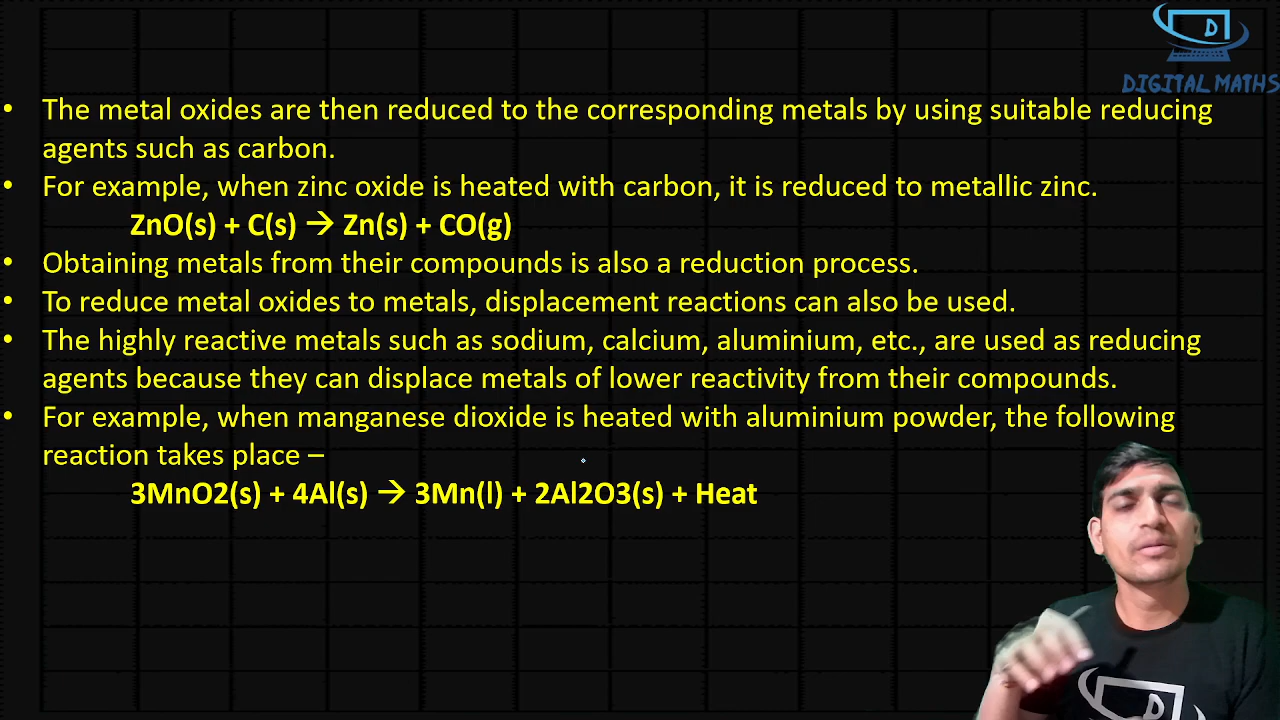 D
DIGITAL MATHS
• The metal oxides are then reduced to the corresponding metals by using suitable reducing
agents such as carbon.
• For example, when zinc oxide is heated with carbon, it is reduced to metallic zinc.
ZnO(s) + C(s) → Zn(s) + CO(g)
• Obtaining metals from their compounds is also a reduction process.
• To reduce metal oxides to metals, displacement reactions can also be used.
• The highly reactive metals such as sodium, calcium, aluminium, etc., are used as reducing
agents because they can displace metals of lower reactivity from their compounds.
• For example, when manganese dioxide is heated with aluminium powder, the following
reaction takes place –
3MnO2(s) + 4Al(s) → 3Mn(l) + 2Al2O3(s) + Heat